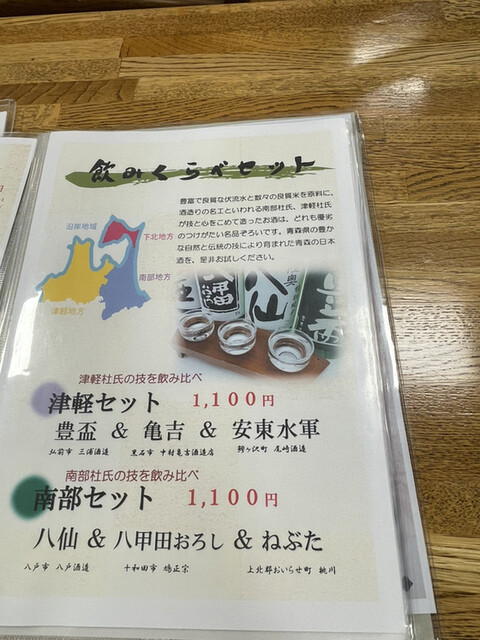 飲みくらべセット
豊富で良質な伏流水と数々の良質米を原料に、
酒造りの名工といわれる南部杜氏、津軽杜氏
が技と心をこめて造ったお酒は、どれも優劣
のつけがたい名品ぞろいです。青森県の豊か
な自然と伝統の技により育まれた青森の日本
酒を、是非お試しください。
沿岸地域
下北地方
南部地方
津軽地方
八甲田
おろし
八仙
奥
津軽杜氏の技を飲み比べ
津軽セット 1,100円
豊盃 & 亀吉 & 安東水軍
弘前市 三浦酒造 黒石市 中村亀吉酒造店 鰺ヶ沢町 尾崎酒造
南部杜氏の技を飲み比べ
南部セット 1,100円
八仙 & 八甲田おろし & ねぶた
八戸市 八戸酒造 十和田市 鳩正宗 上北郡おいらせ町 桃川